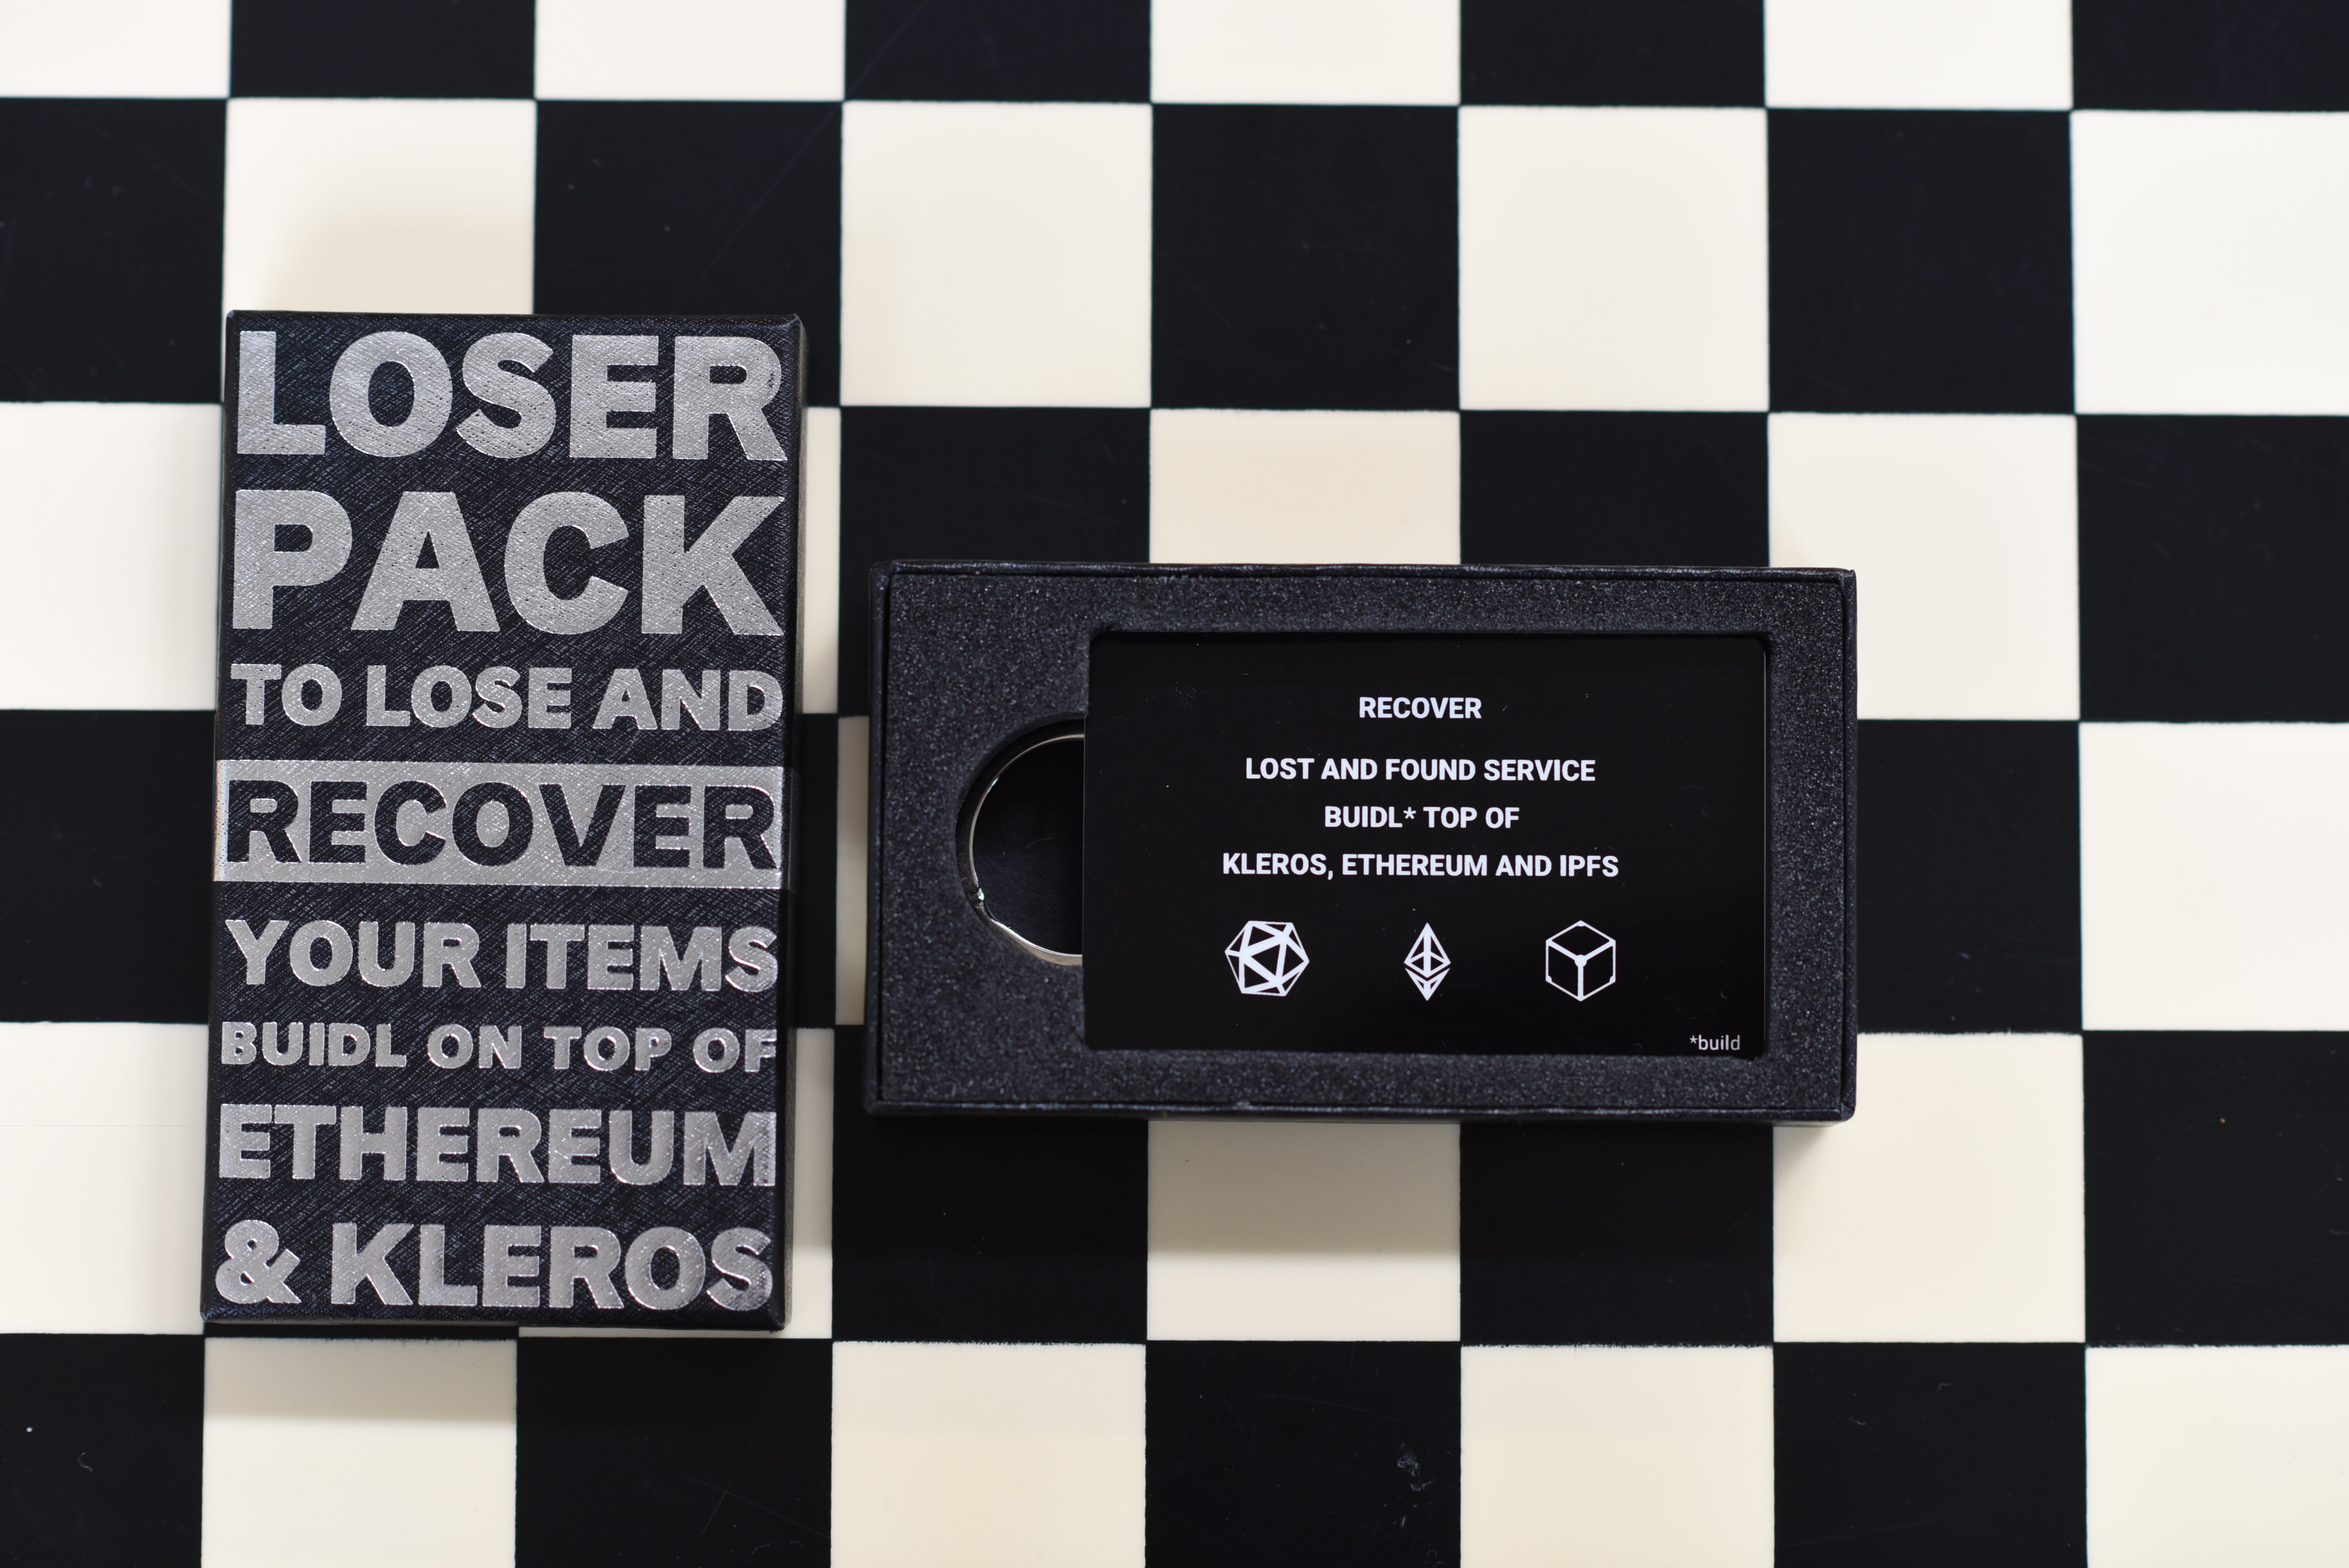 LOSER
PACK
TO LOSE AND
RECOVER
YOUR ITEMS
BUIDL ON TOP OF
ETHEREUM
& KLEROS
RECOVER
LOST AND FOUND SERVICE
BUIDL* TOP OF
KLEROS, ETHEREUM AND IPFS
*build